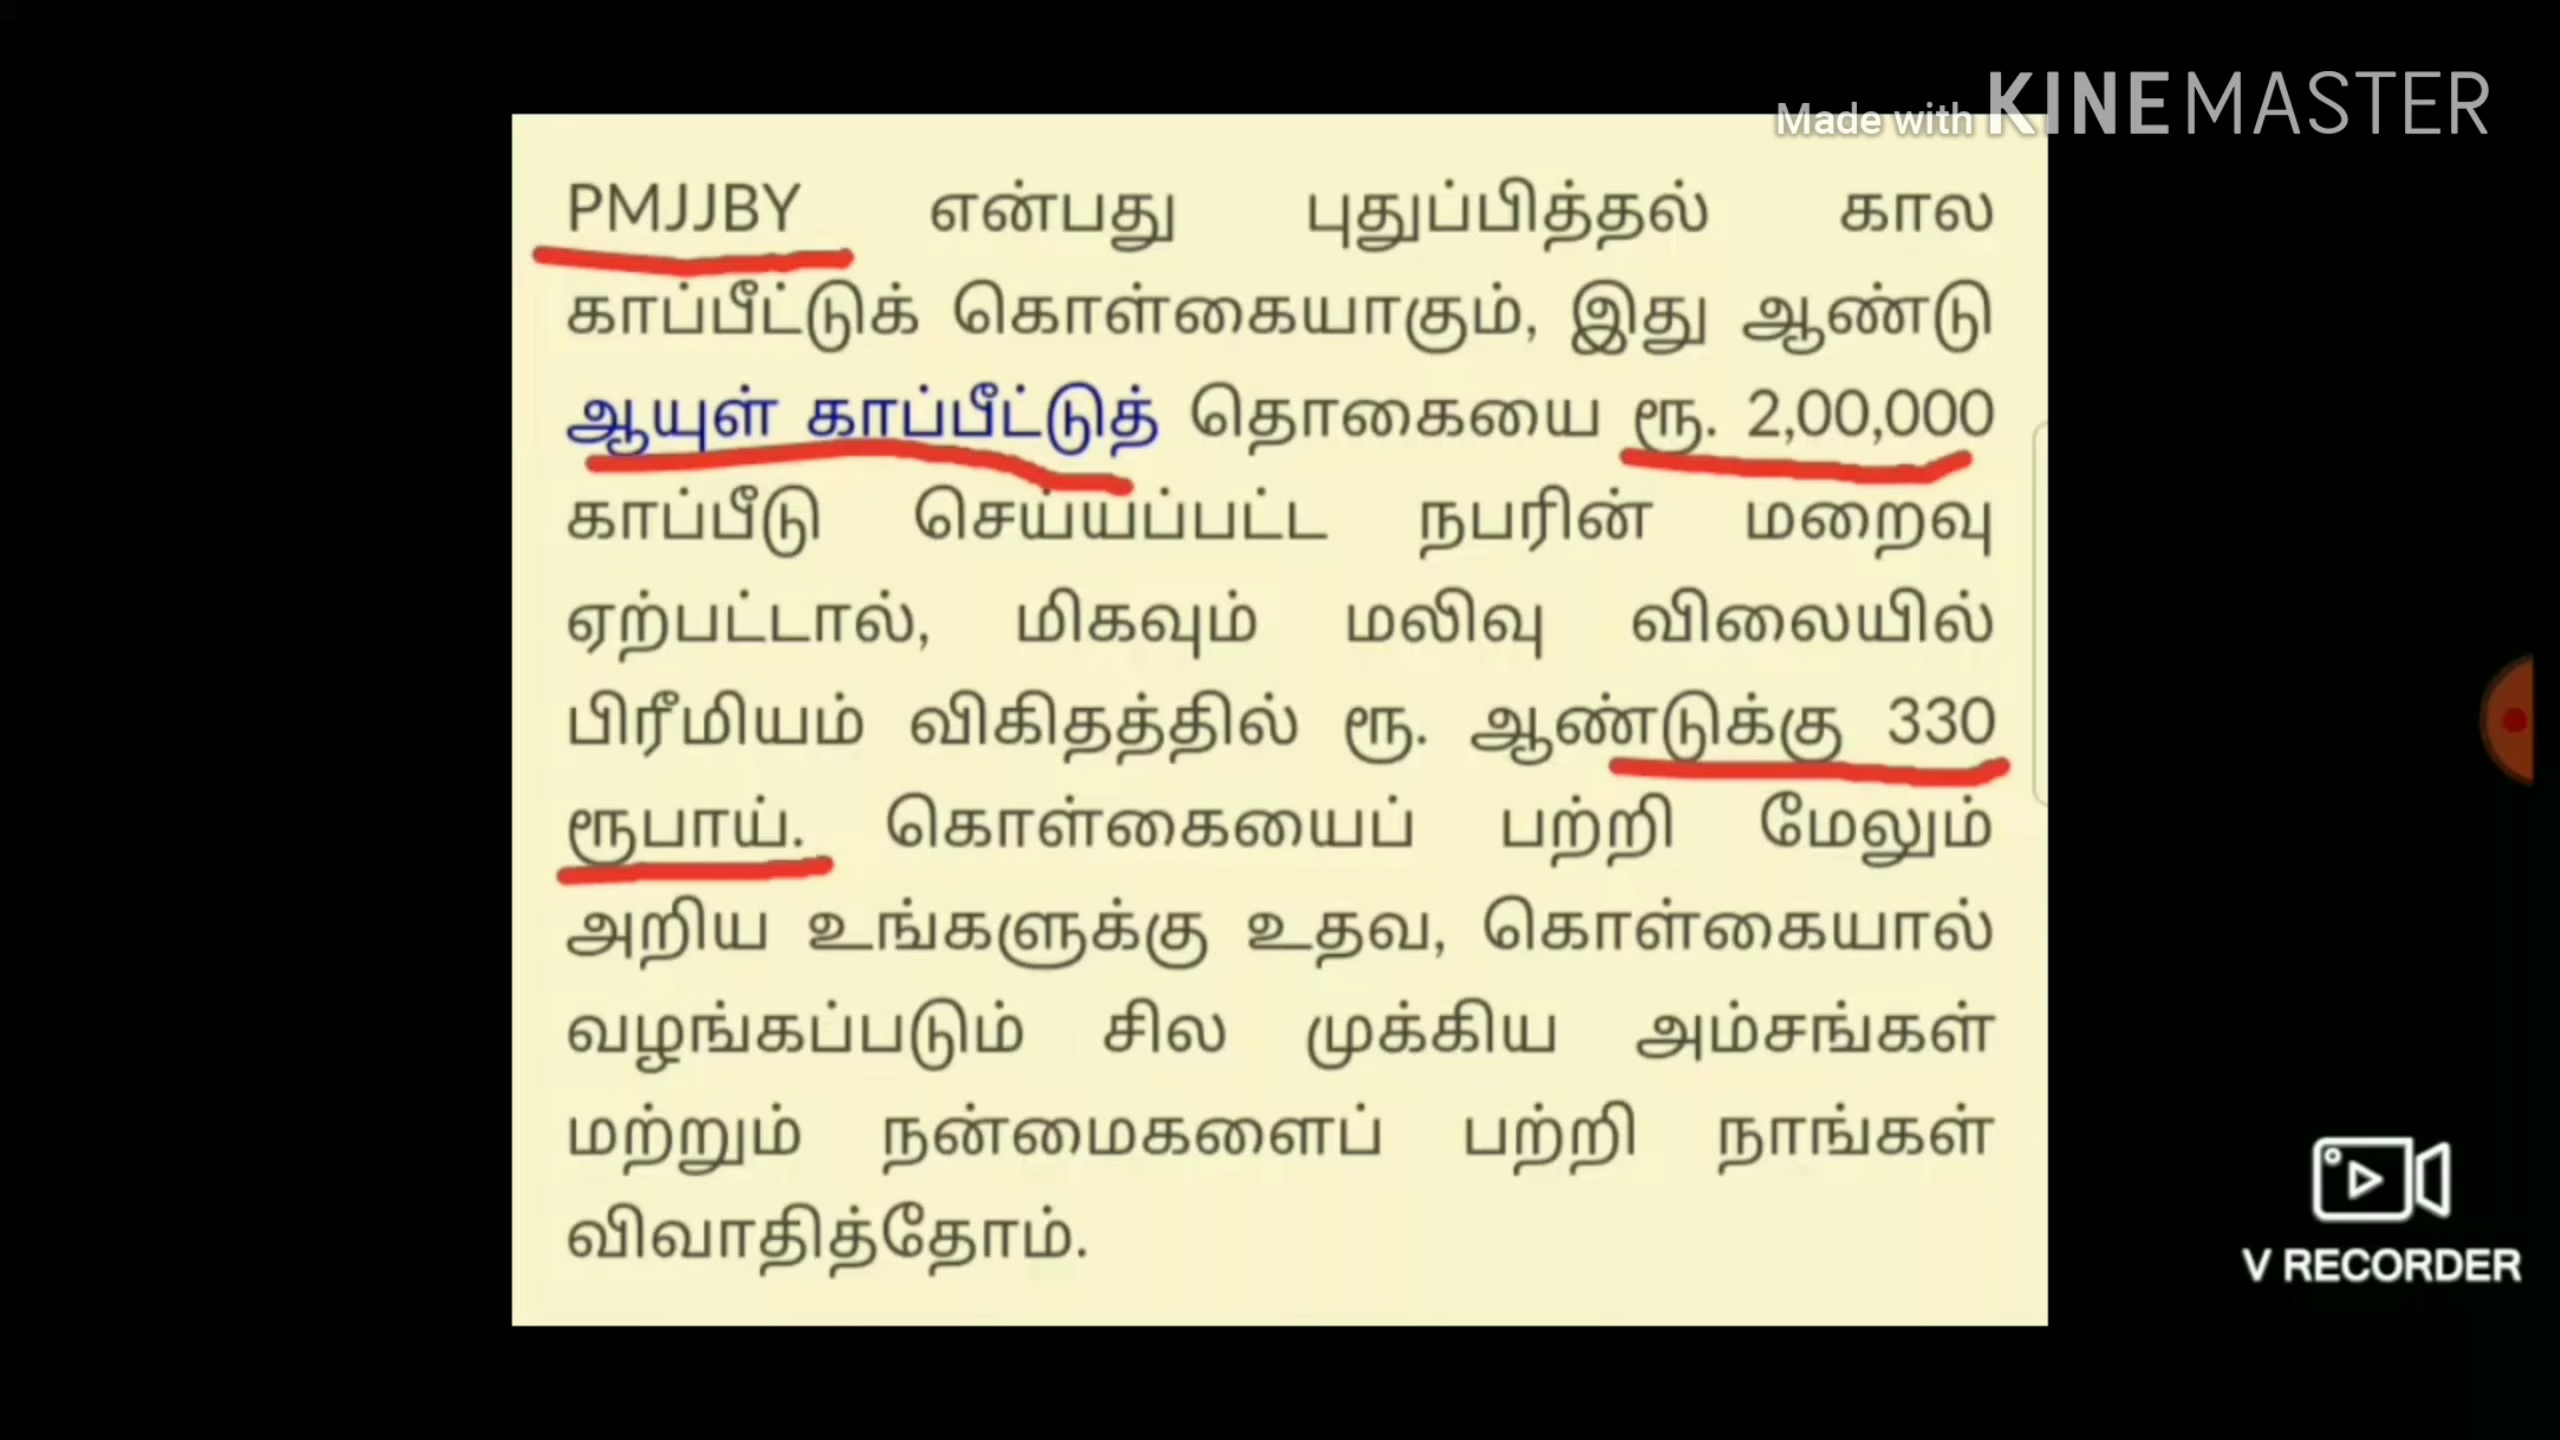 Made with KINEMASTER
PMJJBY என்பது புதுப்பித்தல் கால
காப்பீட்டுக் கொள்கையாகும், இது ஆண்டு
ஆயுள் காப்பீட்டுத் தொகையை ரூ. 2,00,000
காப்பீடு செய்யப்பட்ட நபரின் மறைவு
ஏற்பட்டால், மிகவும் மலிவு விலையில்
பிரீமியம் விகிதத்தில் ரூ. ஆண்டுக்கு 330
ரூபாய். கொள்கையைப் பற்றி மேலும்
அறிய உங்களுக்கு உதவ, கொள்கையால்
வழங்கப்படும் சில முக்கிய அம்சங்கள்
மற்றும் நன்மைகளைப் பற்றி நாங்கள்
விவாதித்தோம்.
V RECORDER